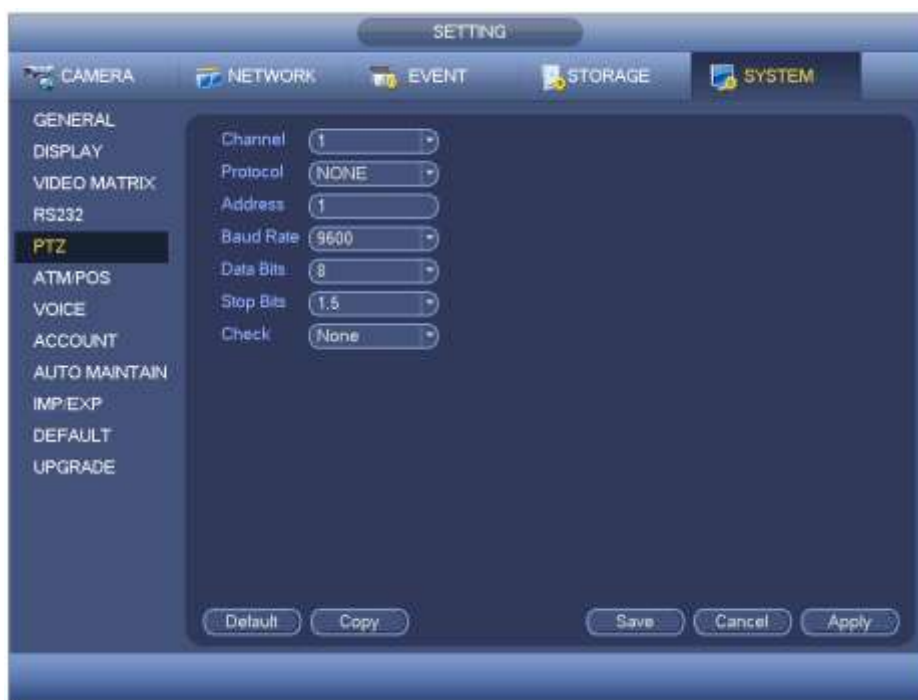 SETTING
CAMERA NETWORK EVENT STORAGE SYSTEM
GENERAL
DISPLAY
VIDEO MATRIX
RS232
PTZ
ATM/POS
VOICE
ACCOUNT
AUTO MAINTAIN
IMP/EXP
DEFAULT
UPGRADE
Channel 1
Protocol NONE
Address 1
Baud Rate 9600
Data Bits 8
Stop Bits 1.5
Check None
Default Copy Save Cancel Apply